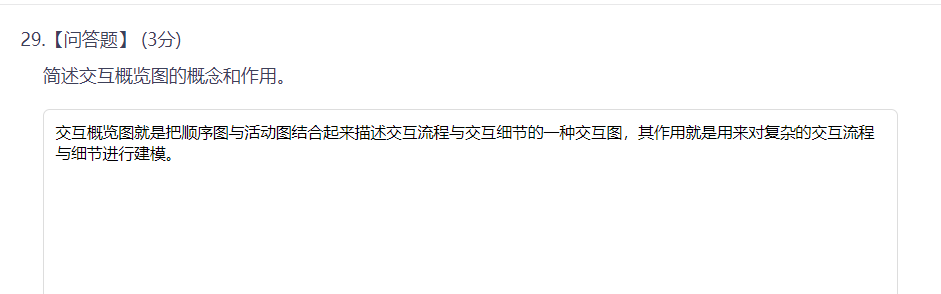 29.【问答题】 (3分)
简述交互概览图的概念和作用。
交互概览图就是把顺序图与活动图结合起来描述交互流程与交互细节的一种交互图，其作用就是用来对复杂的交互流程
与细节进行建模。